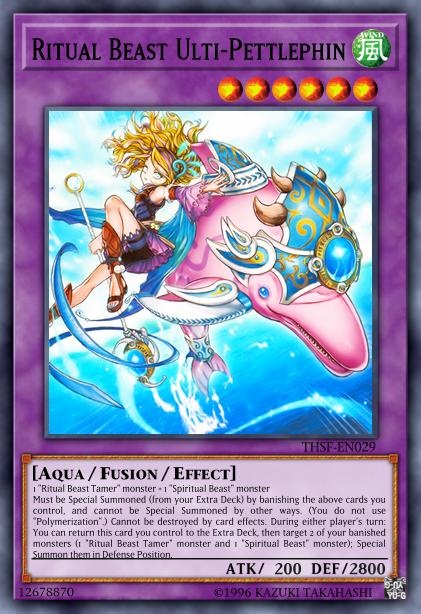 RITUAL BEAST ULTI-PETTLEPHIN
WIND
風
THSF-EN029
[AQUA / FUSION / EFFECT]
1 "Ritual Beast Tamer" monster + 1 "Spiritual Beast" monster
Must be Special Summoned (from your Extra Deck) by banishing the above cards you
control, and cannot be Special Summoned by other ways. (You do not use
"Polymerization".) Cannot be destroyed by card effects. During either player's turn:
You can return this card you control to the Extra Deck, then target 2 of your banished
monsters (1 "Ritual Beast Tamer" monster and 1 "Spiritual Beast" monster); Special
Summon them in Defense Position.
ATK/ 200 DEF/2800
12678870
©1996 KAZUKI TAKAHASHI